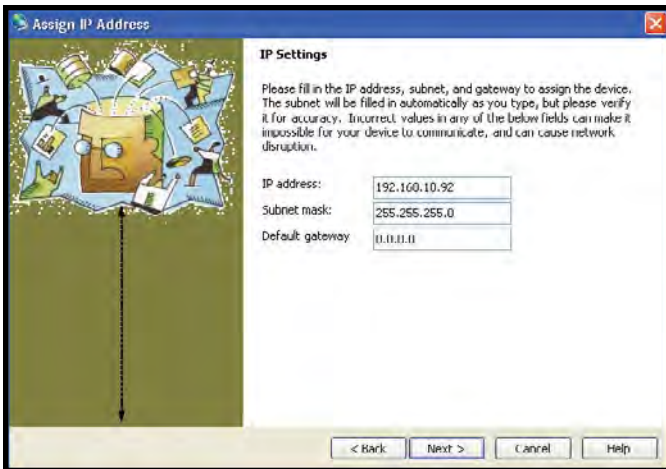 Assign IP Address
IP Settings
Please fill in the IP address, subnet, and gateway to assign the device.
The subnet will be filled in automatically as you type, but please verify
it for accuracy. Incorrect values in any of the below fields can make it
impossible for your device to communicate, and can cause network
disruption.
IP address: 192.160.10.92
Subnet mask: 255.255.255.0
Default gateway 0.0.0.0
< Back Next > Cancel Help